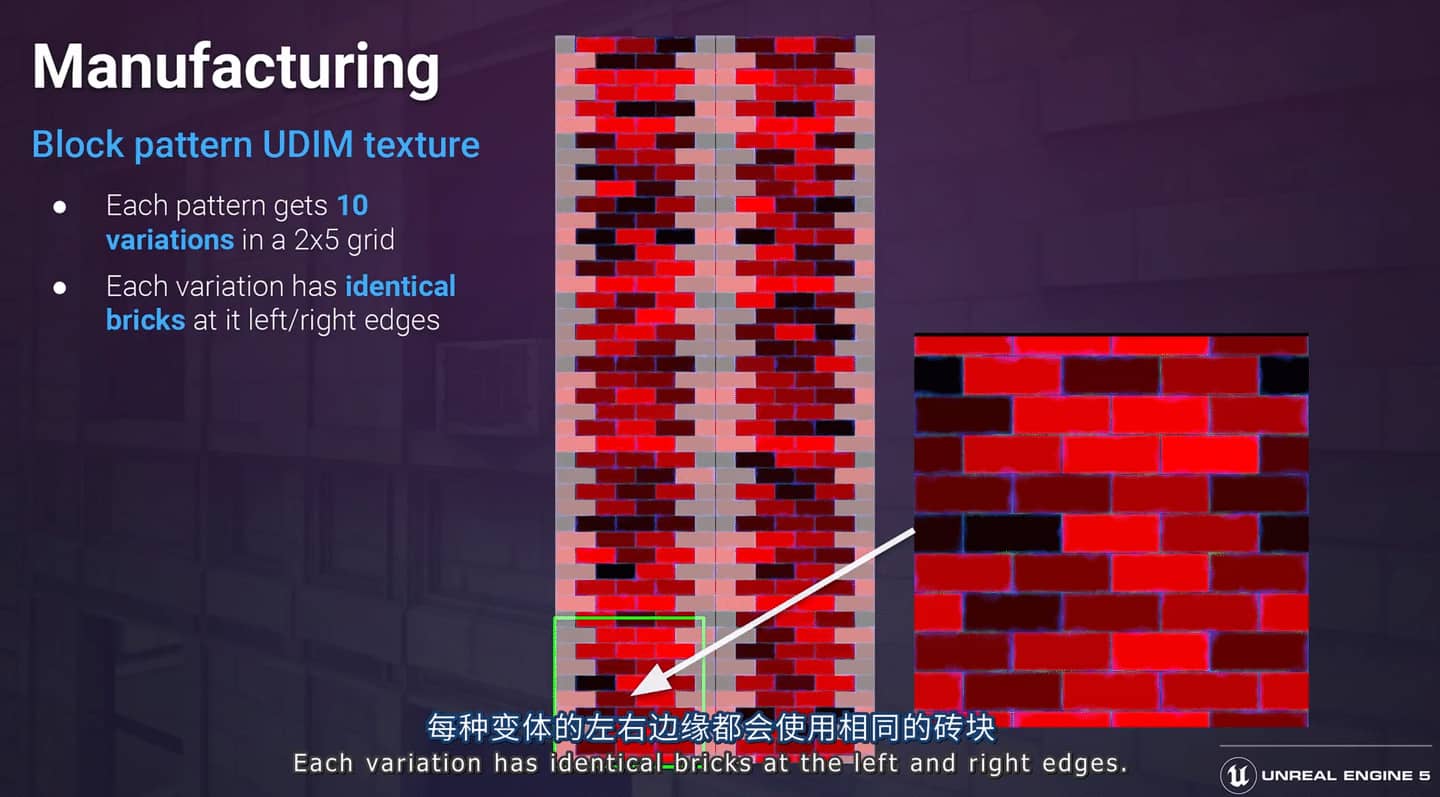 Manufacturing
Block pattern UDIM texture
● Each pattern gets 10
variations in a 2x5 grid
● Each variation has identical
bricks at it left/right edges
每种变体的左右边缘都会使用相同的砖块
Each variation has identical bricks at the left and right edges.
UNREAL ENGINE 5